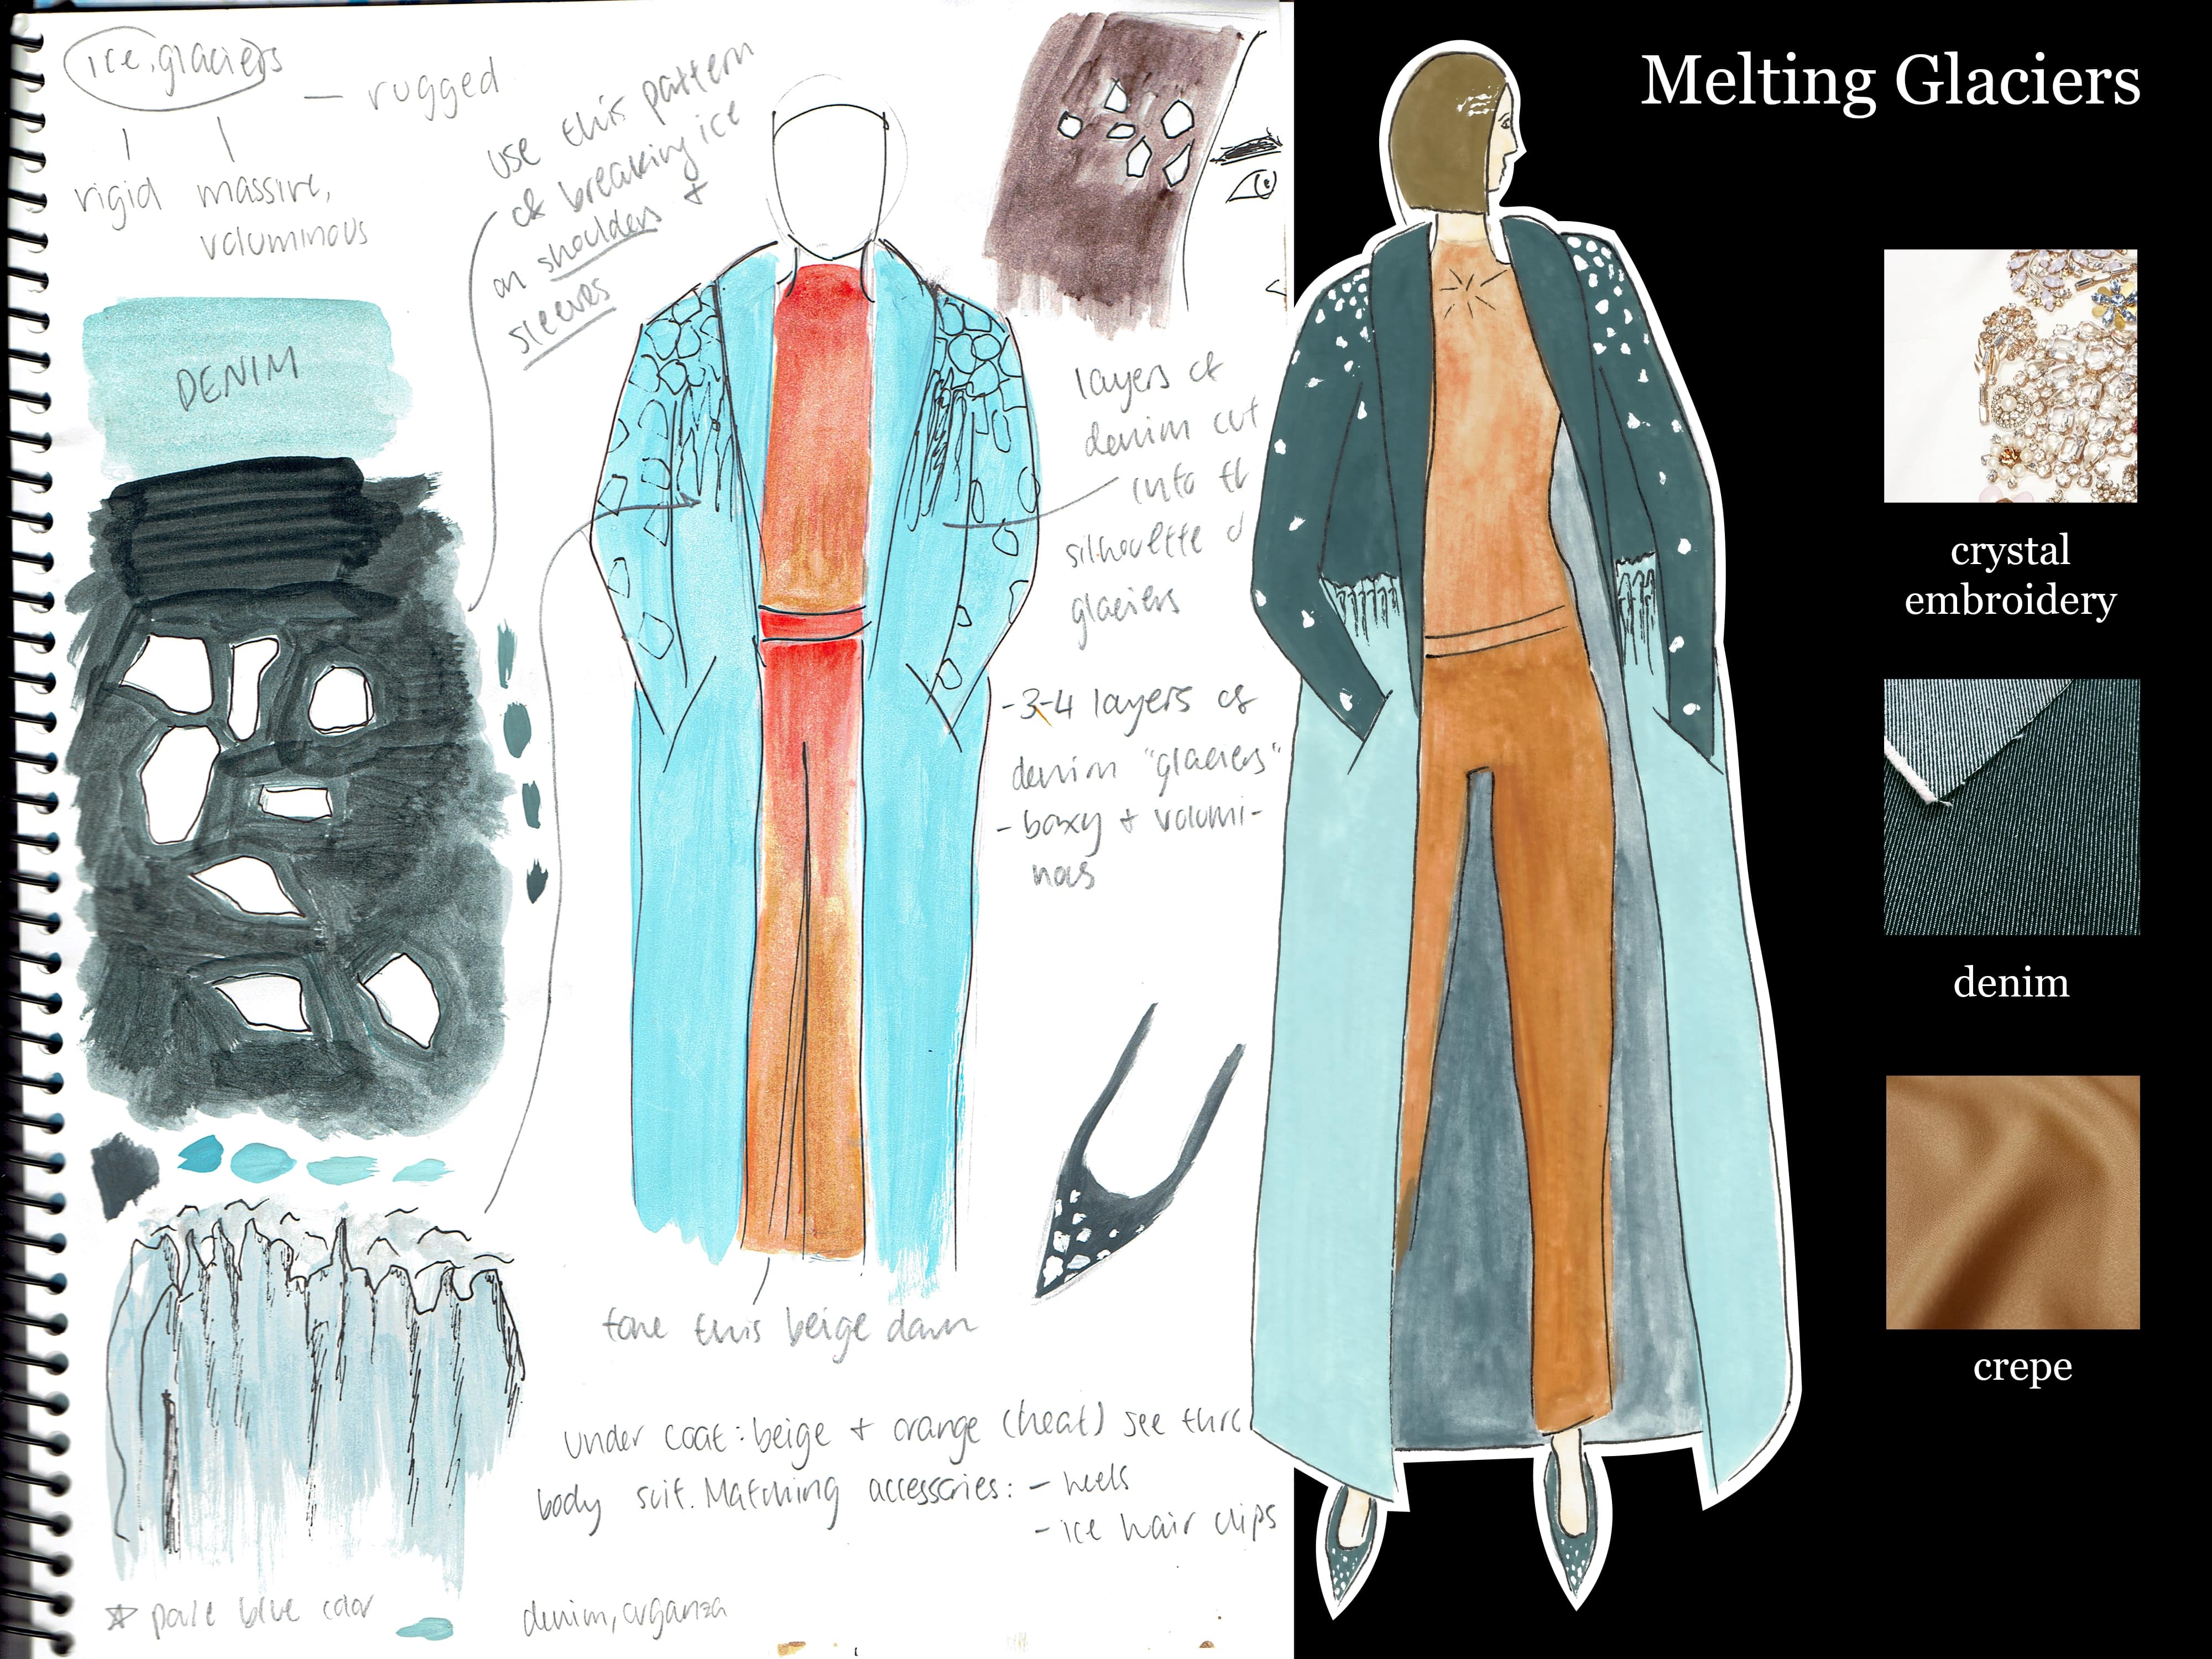 ice, glaciers
— rugged
rigid massive,
voluminous
use this pattern
of breaking ice
on shoulders +
sleeves
DENIM
layers of
denim cut
into th
silhouette o
glaciers
-3-4 layers of
denim "glaciers"
- boxy + volumi-
nous
tone this beige down
under coat: beige + orange (heat) see thro
body suit. Matching accessories: - heels
- ice hair clips
pale blue color
denim, organza
Melting Glaciers
crystal
embroidery
denim
crepe